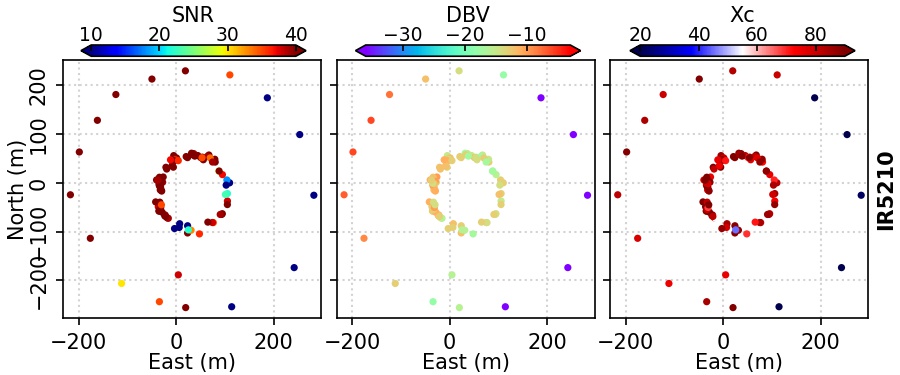 SNR DBV Xc
10 20 30 40 −30 −20 −10 20 40 60 80
200
100
0
−100
−200
North (m)
−200 0 200 −200 0 200 −200 0 200
East (m) East (m) East (m)
IR5210